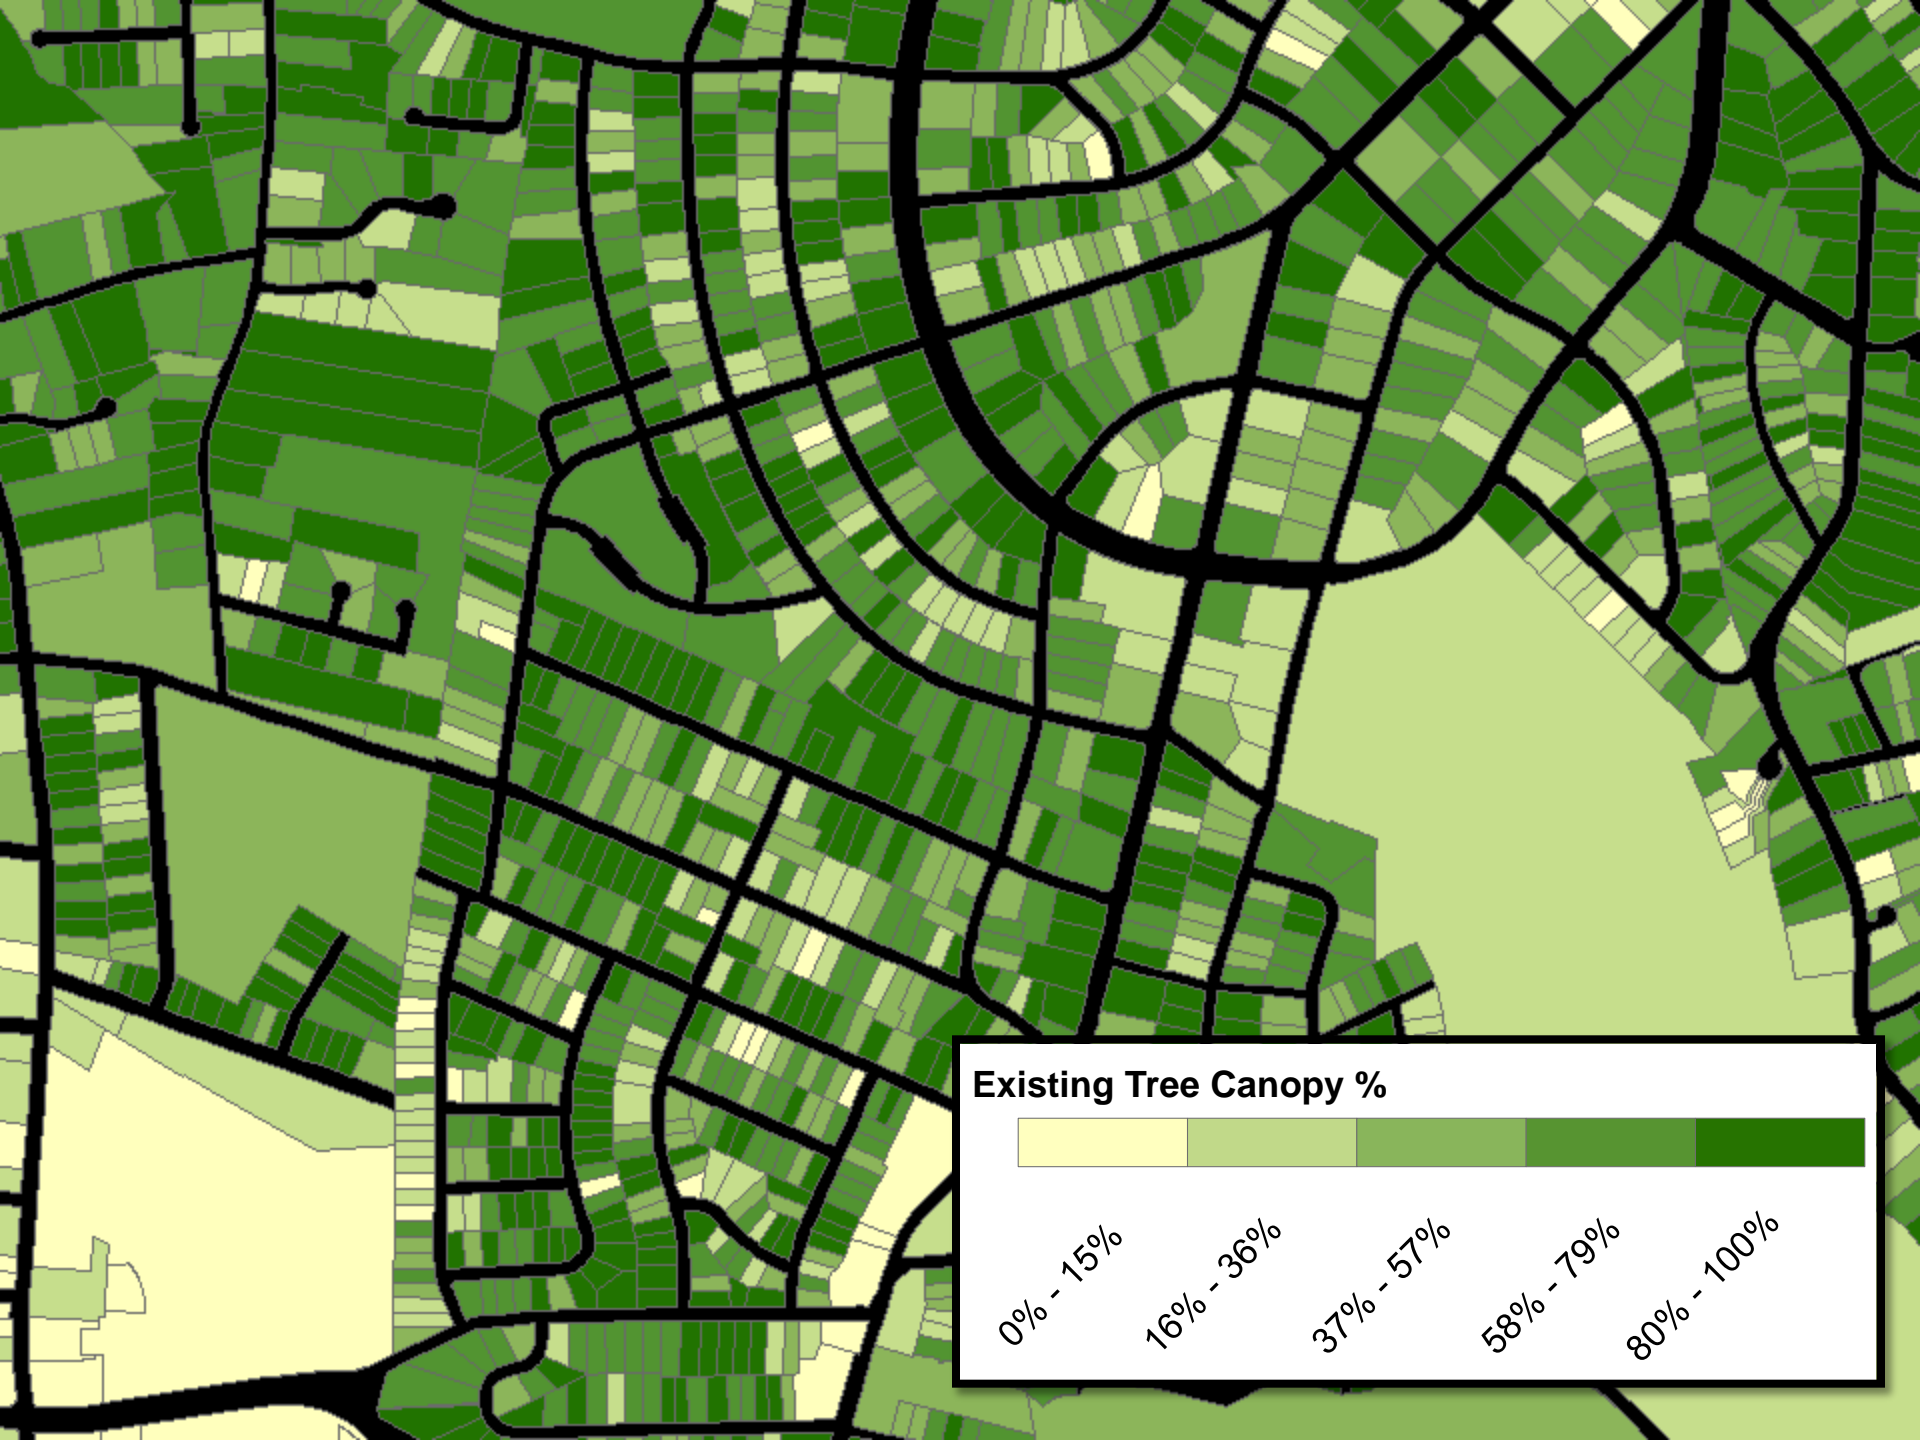 Existing Tree Canopy %
0% - 15%
16% - 36%
37% - 57%
58% - 79%
80% - 100%